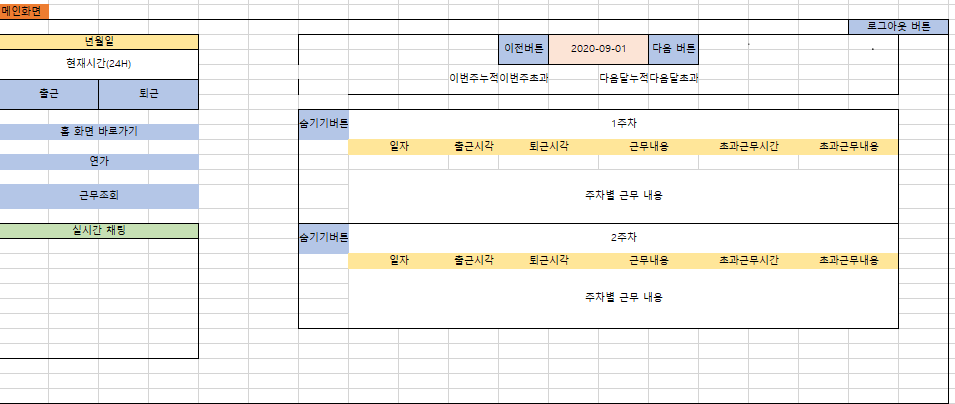 메인화면
로그아웃 버튼
년월일
현재시간(24H)
출근 퇴근
홈 화면 바로가기
연가
근무조회
실시간 채팅
이전버튼 2020-09-01 다음 버튼
이번주누적 이번주초과 다음달누적 다음달초과
숨기기버튼 1주차
일자 출근시각 퇴근시각 근무내용 초과근무시간 초과근무내용
주차별 근무 내용
숨기기버튼 2주차
일자 출근시각 퇴근시각 근무내용 초과근무시간 초과근무내용
주차별 근무 내용